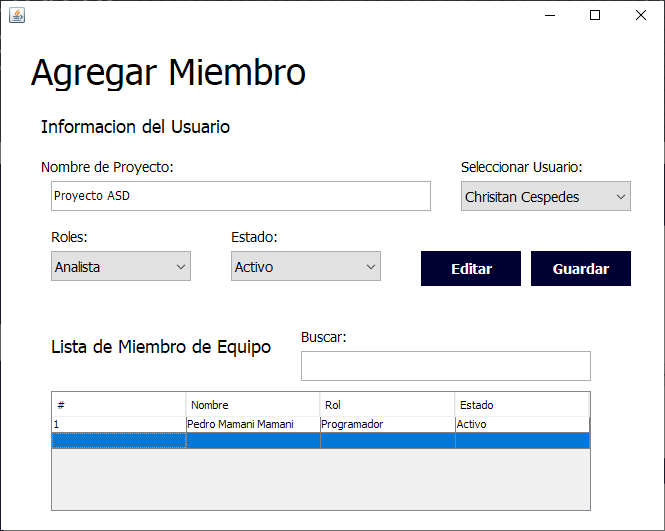 Agregar Miembro
Informacion del Usuario
Nombre de Proyecto: Seleccionar Usuario:
Proyecto ASD Chrisitan Cespedes
Roles: Estado:
Analista Activo Editar Guardar
Buscar:
Lista de Miembro de Equipo
# Nombre Rol Estado
1 Pedro Mamani Mamani Programador Activo